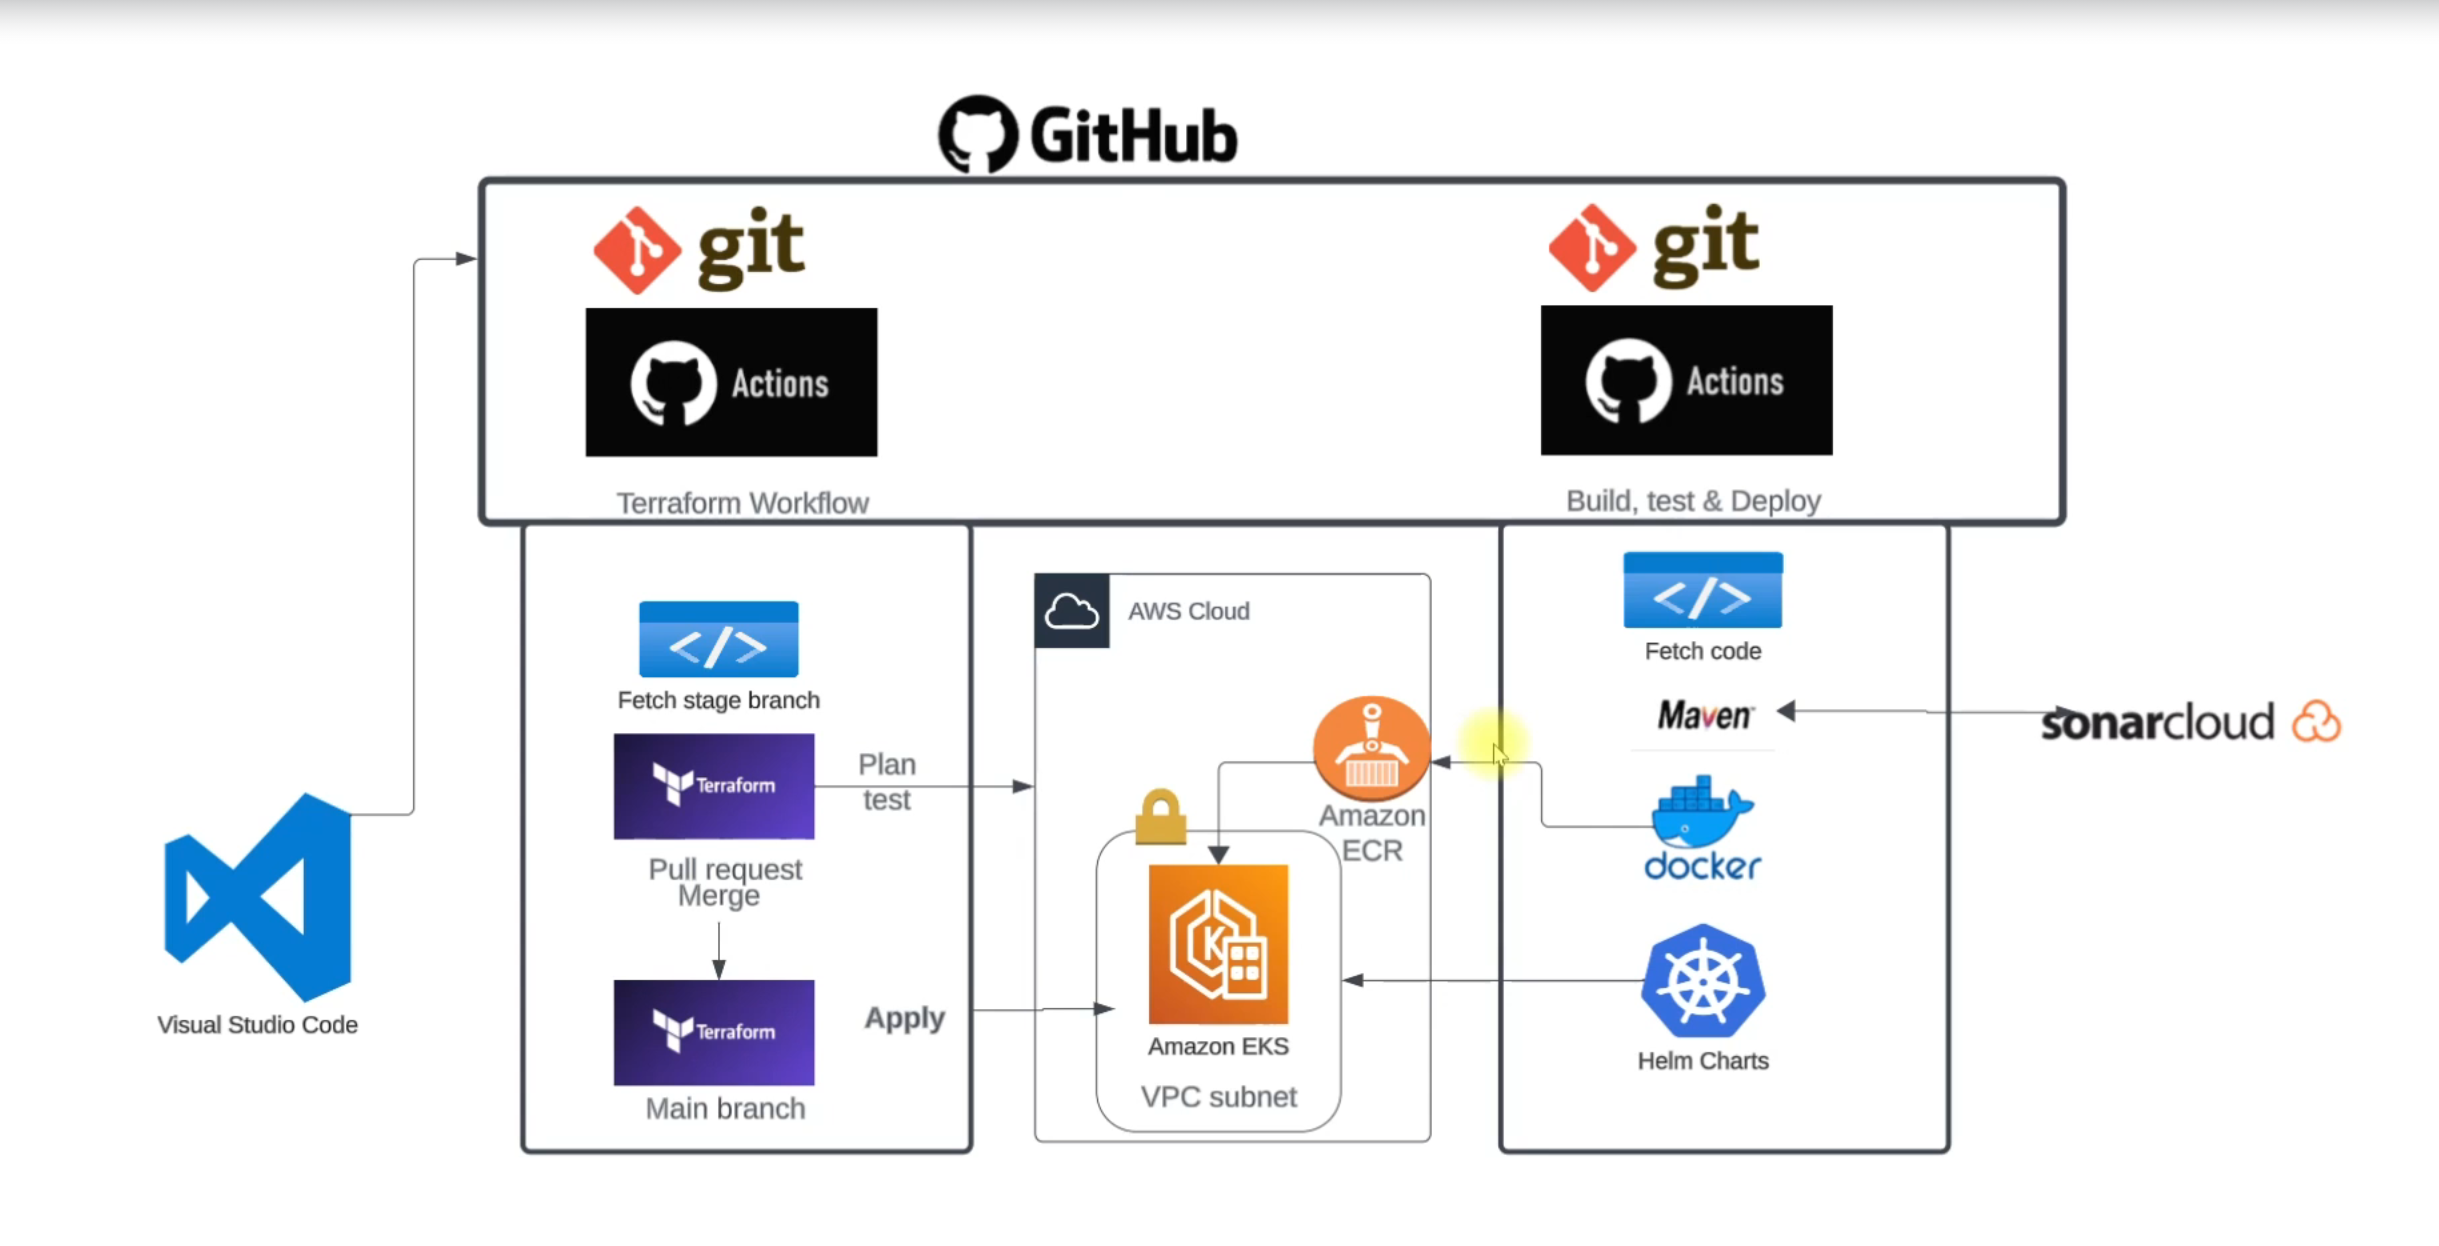 GitHub
git
git
Actions
Actions
Terraform Workflow
Build, test & Deploy
</>
Fetch stage branch
Terraform
Plan
test
Pull request
Merge
Terraform
Apply
Main branch
AWS Cloud
Amazon
ECR
K
Amazon EKS
VPC subnet
</>
Fetch code
Maven™
sonarcloud
docker
Helm Charts
Visual Studio Code